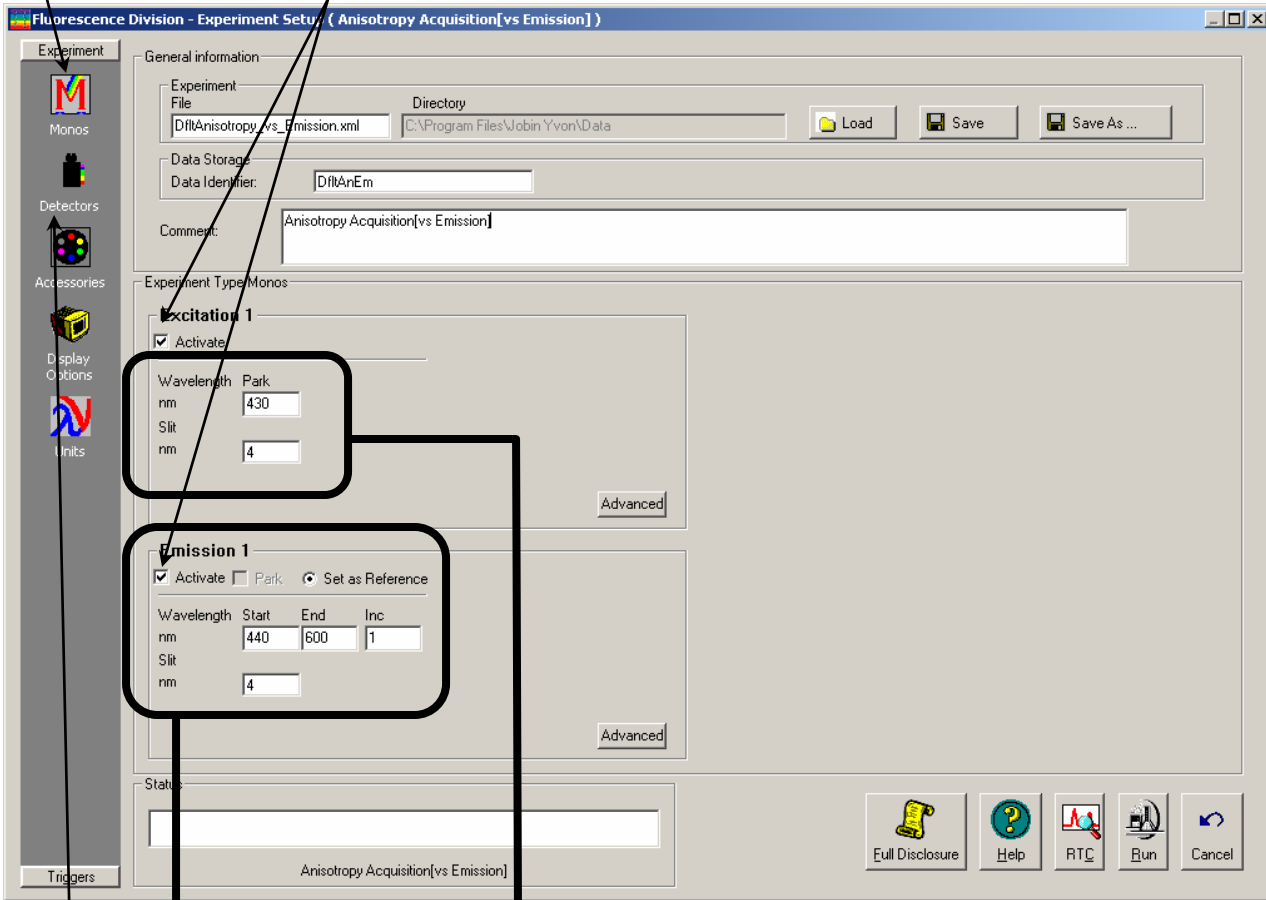 Fluorescence Division - Experiment Setup ( Anisotropy Acquisition[vs Emission] )
Experiment
Monos
Detectors
Accessories
Display
Options
Units
Triggers
General information
Experiment
File
Directory
DfltAnisotropy_vs_Emission.xml
C:\Program Files\Jobin Yvon\Data
Load
Save
Save As ...
Data Storage
Data Identifier:
DfltAnEm
Comment:
Anisotropy Acquisition[vs Emission]
Experiment Type Monos
Excitation 1
Activate
Wavelength Park
nm 430
Slit
nm 4
Advanced
Emission 1
Activate Park Set as Reference
Wavelength Start End Inc
nm 440 600 1
Slit
nm 4
Advanced
Status
Anisotropy Acquisition[vs Emission]
Full Disclosure
Help
RTC
Run
Cancel